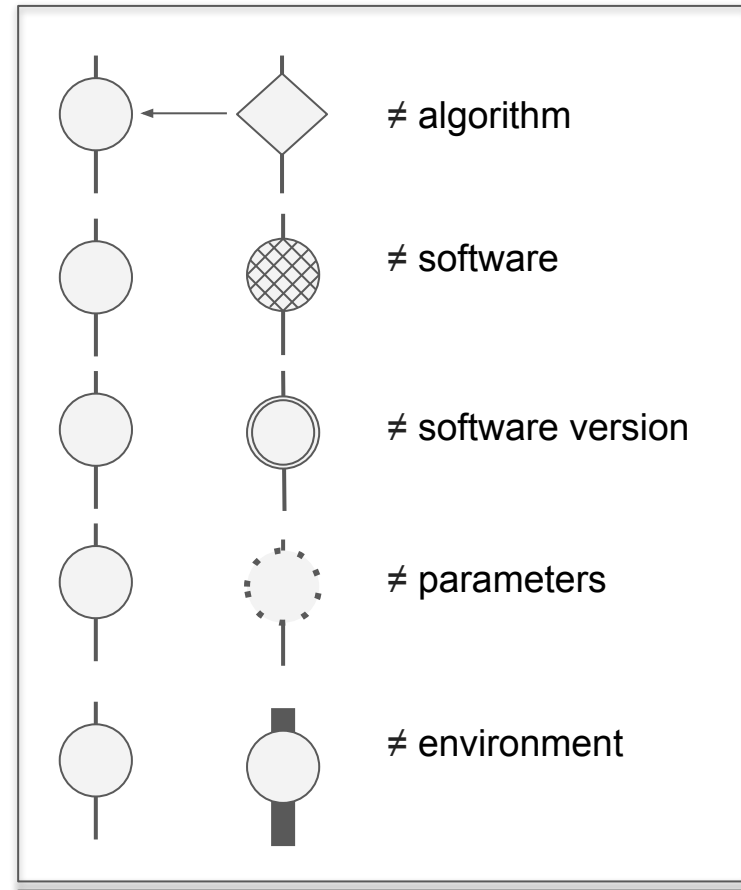 ≠ algorithm
≠ software
≠ software version
≠ parameters
≠ environment